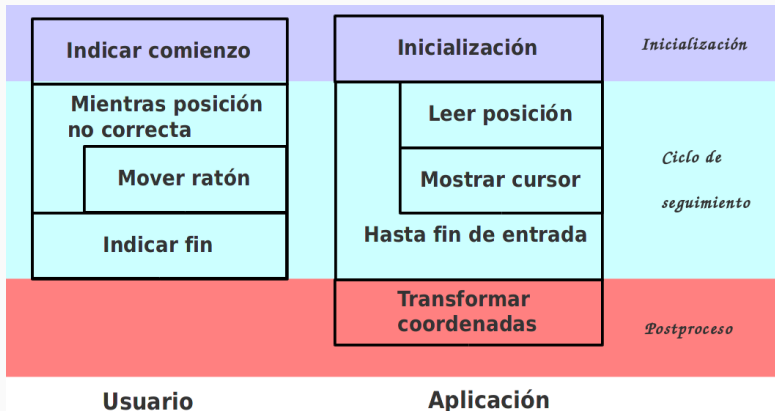 Indicar comienzo
Inicialización
Inicialización
Mientras posición
no correcta
Leer posición
Mover ratón
Mostrar cursor
Ciclo de
seguimiento
Indicar fin
Hasta fin de entrada
Transformar
coordenadas
Postproceso
Usuario
Aplicación